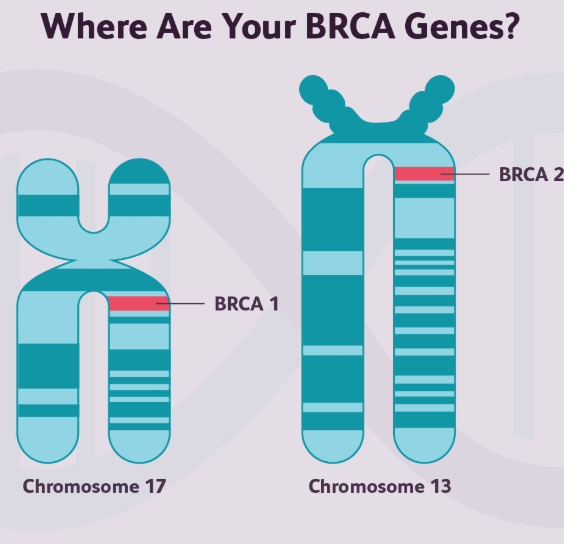 Where Are Your BRCA Genes?
BRCA 2
BRCA 1
Chromosome 17
Chromosome 13